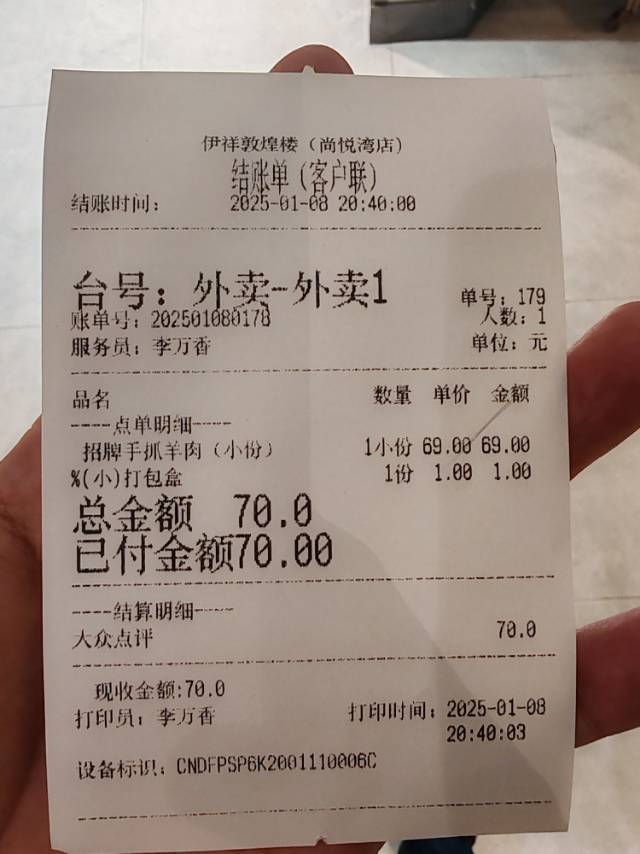 伊祥敦煌楼（尚悦湾店）
结账单（客户联）
结账时间： 2025-01-08 20:40:00
台号：外卖-外卖1 单号：179
账单号：202501080178 人数：1
服务员：李万香 单位：元
品名 数量 单价 金额
----点单明细-----
招牌手抓羊肉（小份） 1小份 69.00 69.00
%(小)打包盒 1份 1.00 1.00
总金额 70.0
已付金额70.00
----结算明细-----
大众点评 70.0
现收金额:70.0
打印员：李万香 打印时间：2025-01-08
20:40:03
设备标识：CNDFPSP6K2001110006C